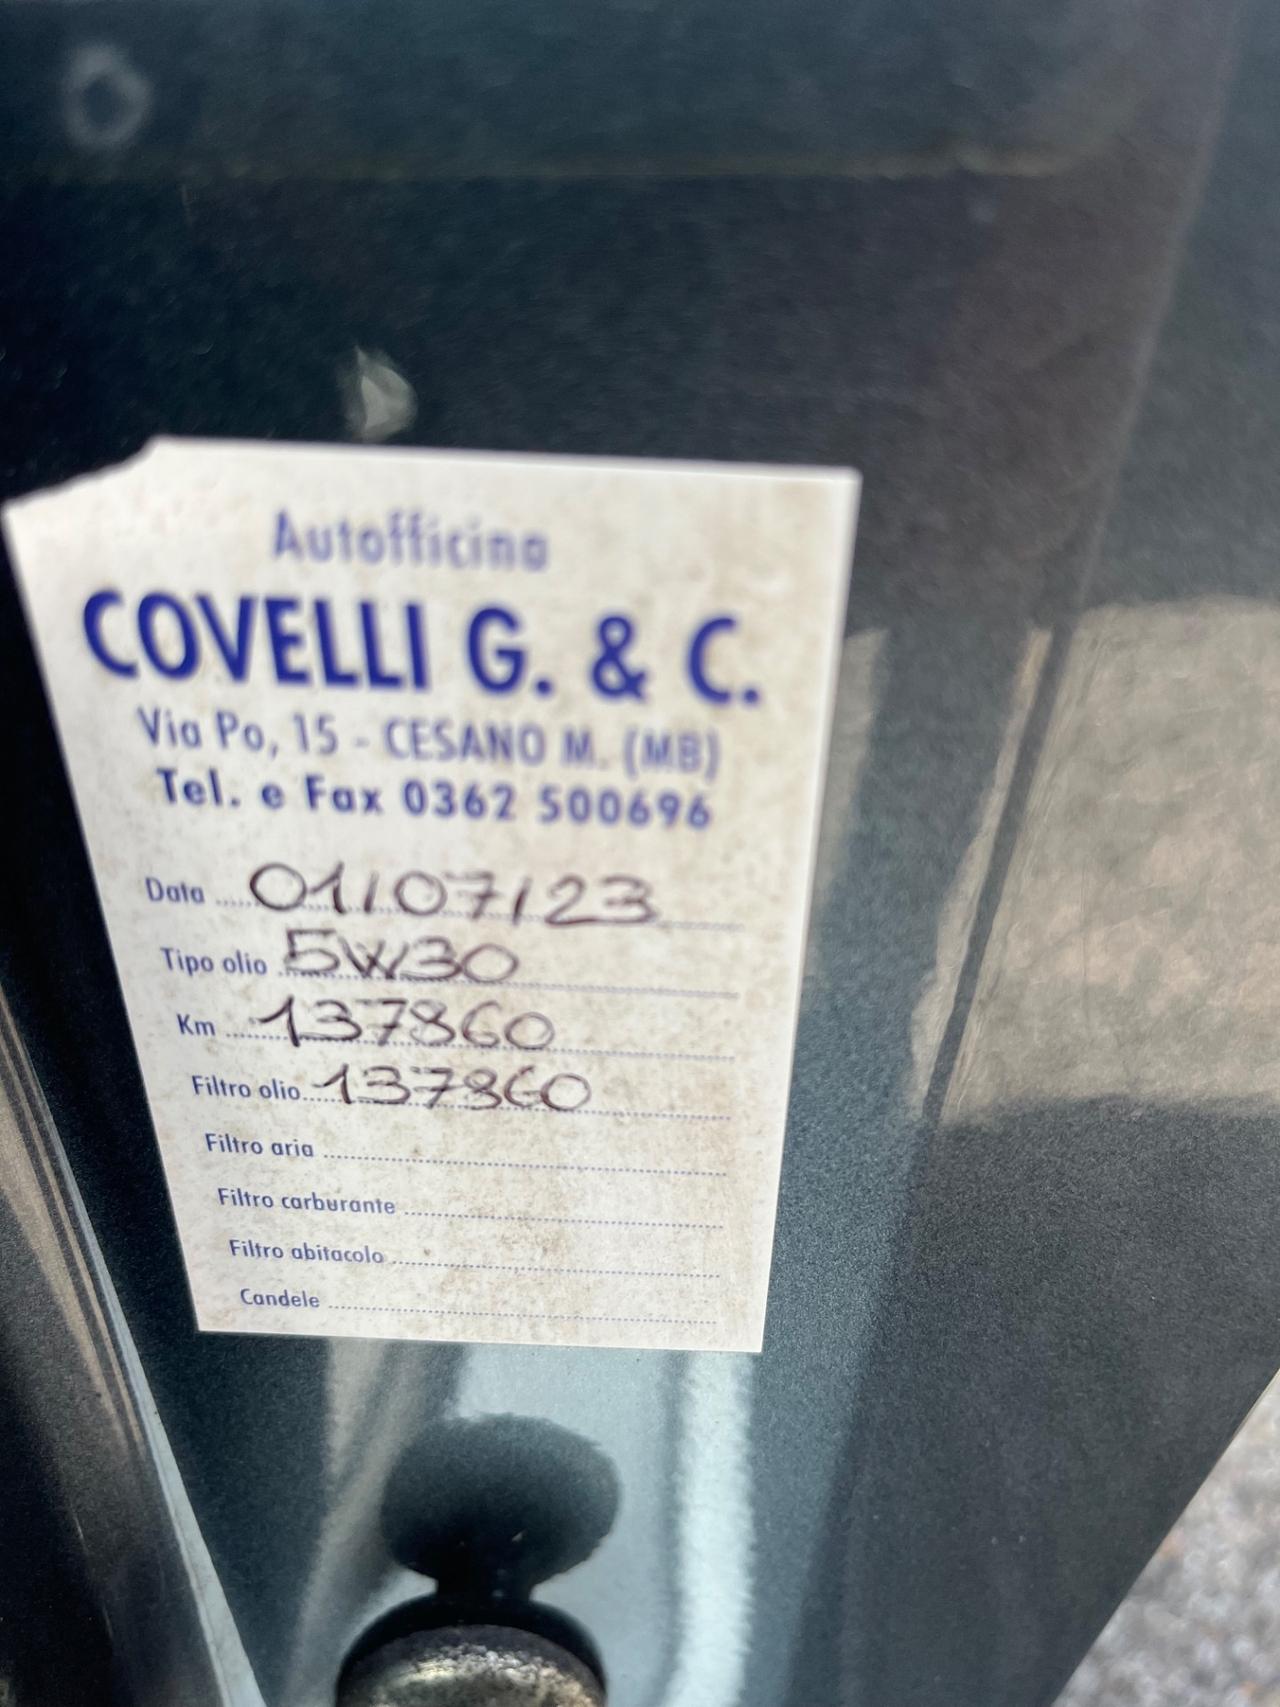 Autofficina
COVELLI G. & C.
Via Po, 15 - CESANO M. (MB)
Tel. e Fax 0362 500696
Data 01/07/23
Tipo olio 5W30
Km 137860
Filtro olio 137860
Filtro aria
Filtro carburante
Filtro abitacolo
Candele